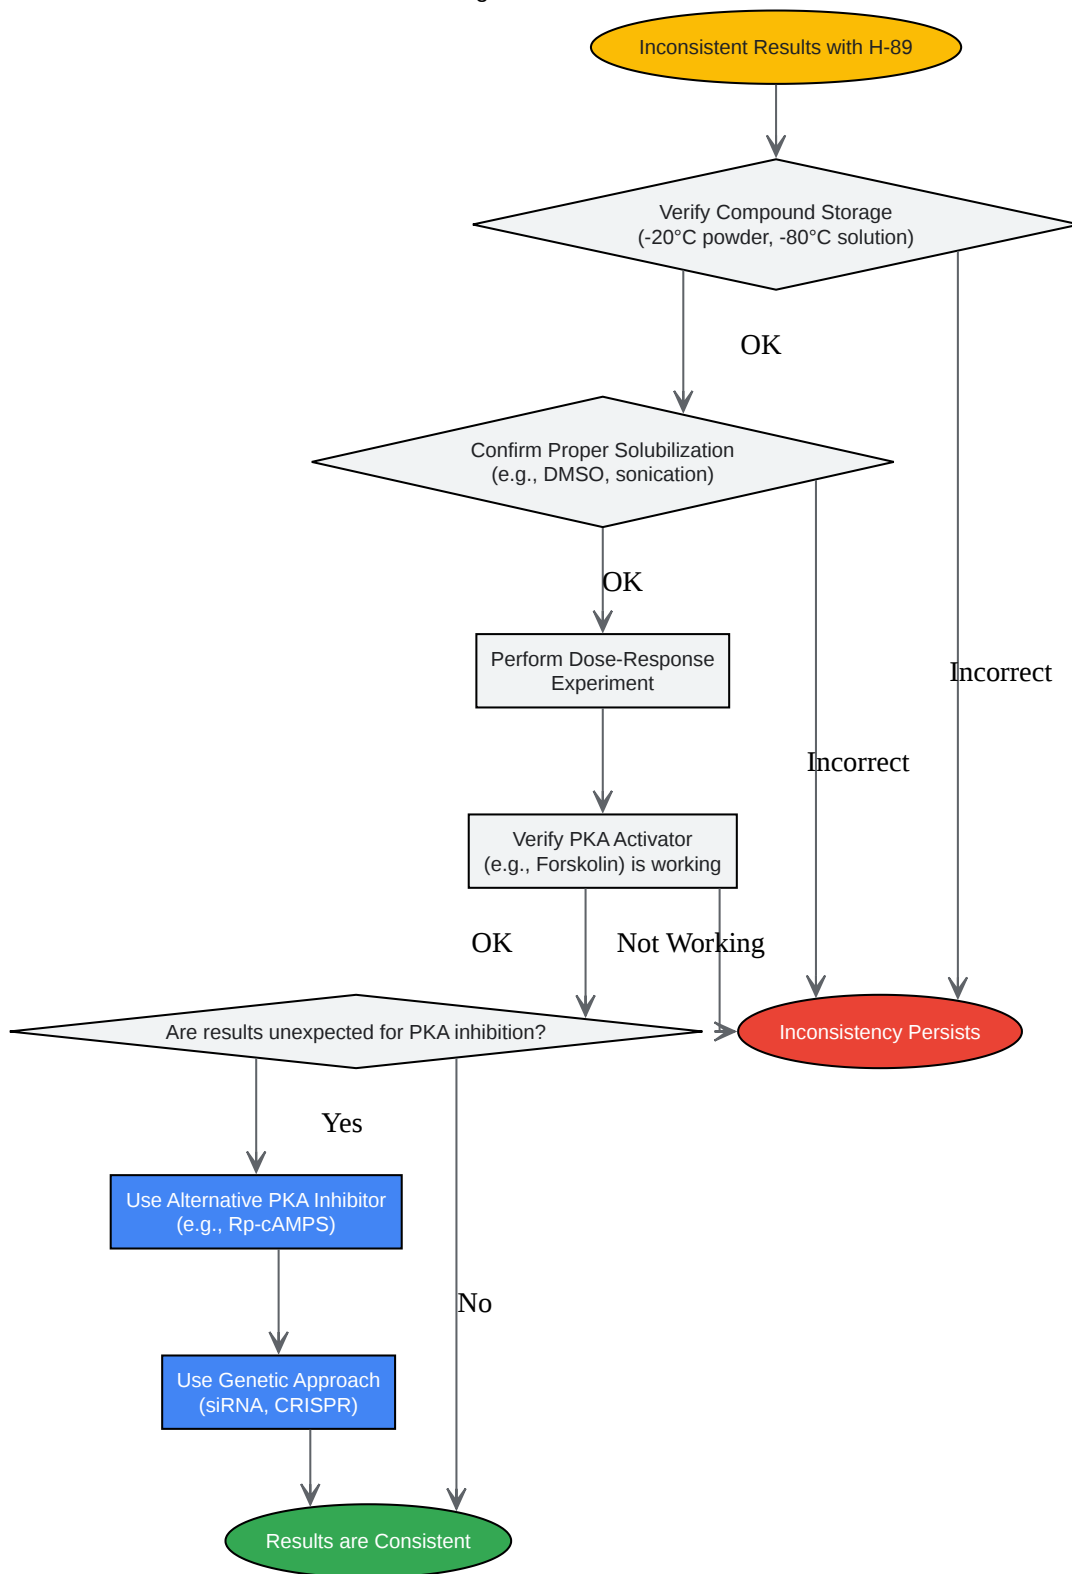 Inconsistent Results with H-89
Verify Compound Storage
(-20°C powder, -80°C solution)
OK
Confirm Proper Solubilization
(e.g., DMSO, sonication)
OK
Perform Dose-Response
Experiment
Incorrect
Incorrect
Verify PKA Activator
(e.g., Forskolin) is working
OK
Not Working
Are results unexpected for PKA inhibition?
Inconsistency Persists
Yes
Use Alternative PKA Inhibitor
(e.g., Rp-cAMPS)
No
Use Genetic Approach
(siRNA, CRISPR)
Results are Consistent